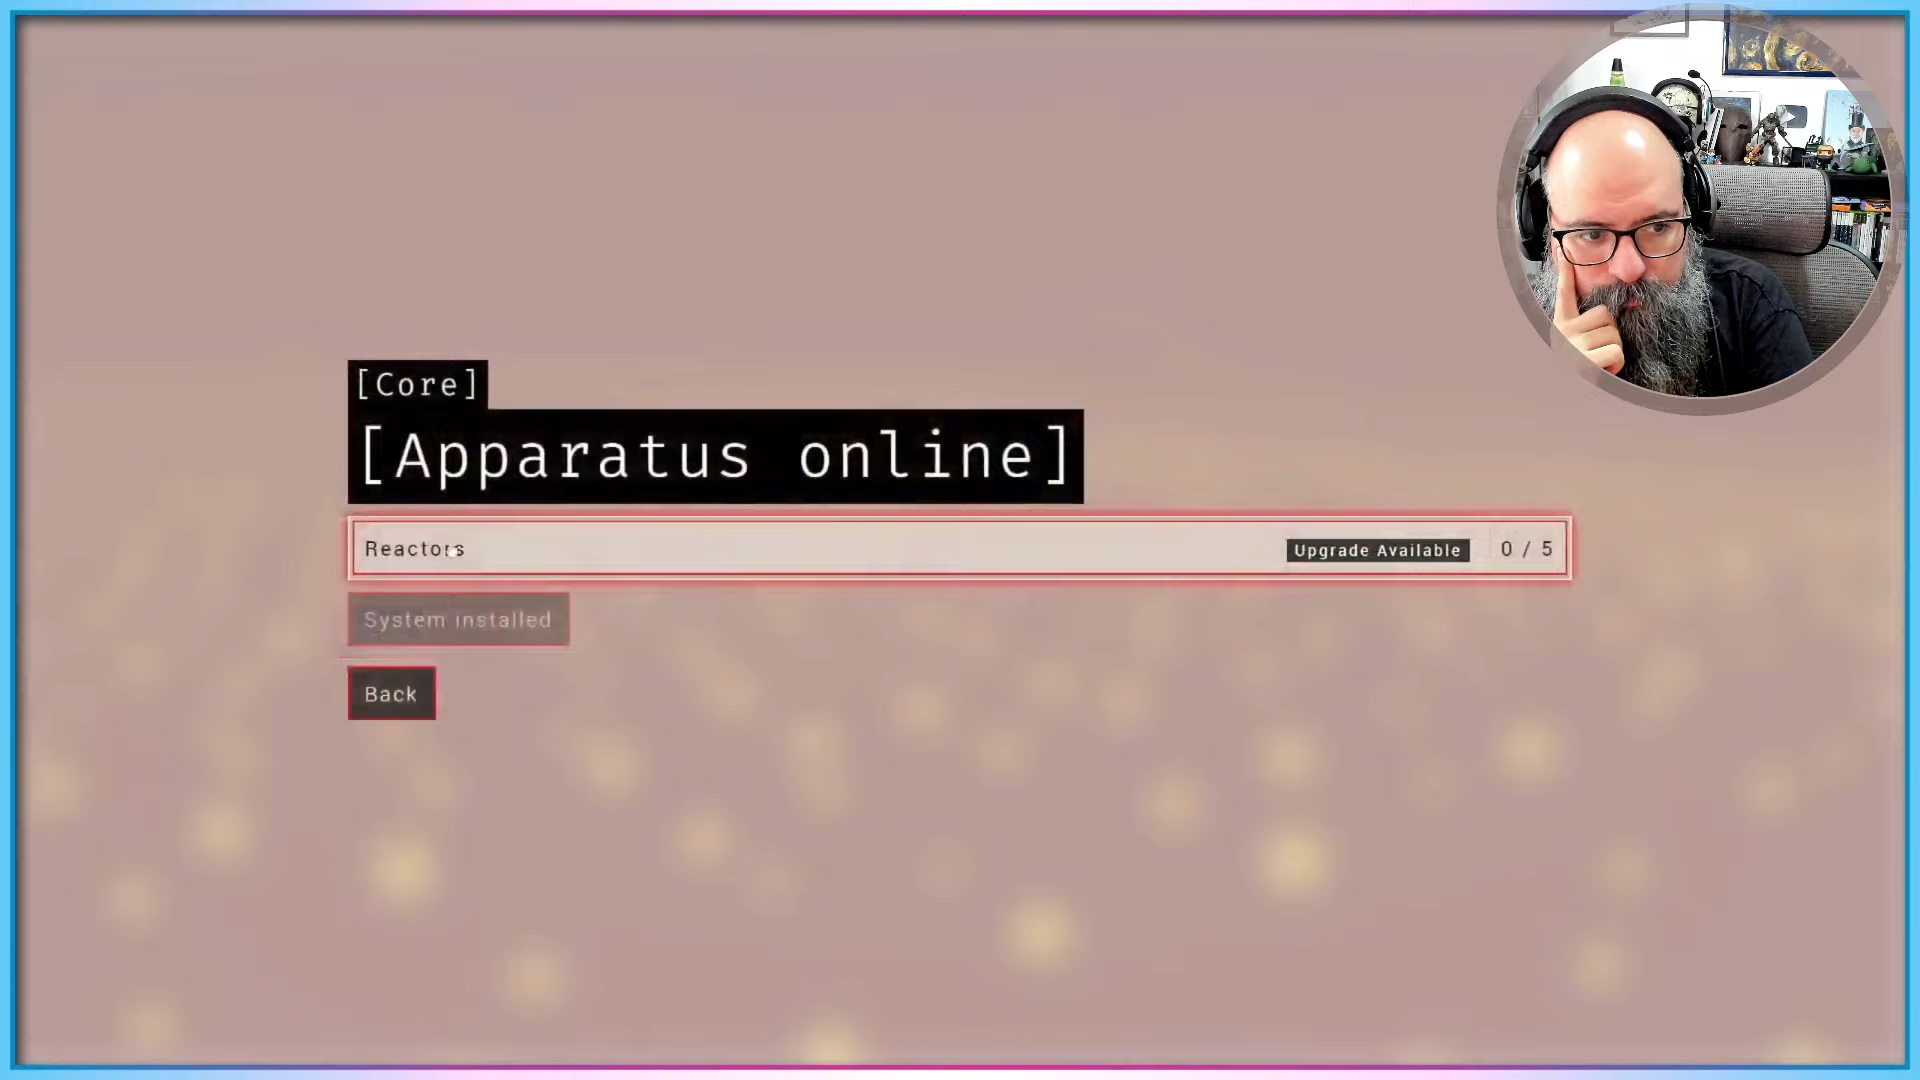 [Core]
[Apparatus online]
Reactors Upgrade Available 0 / 5
System installed
Back